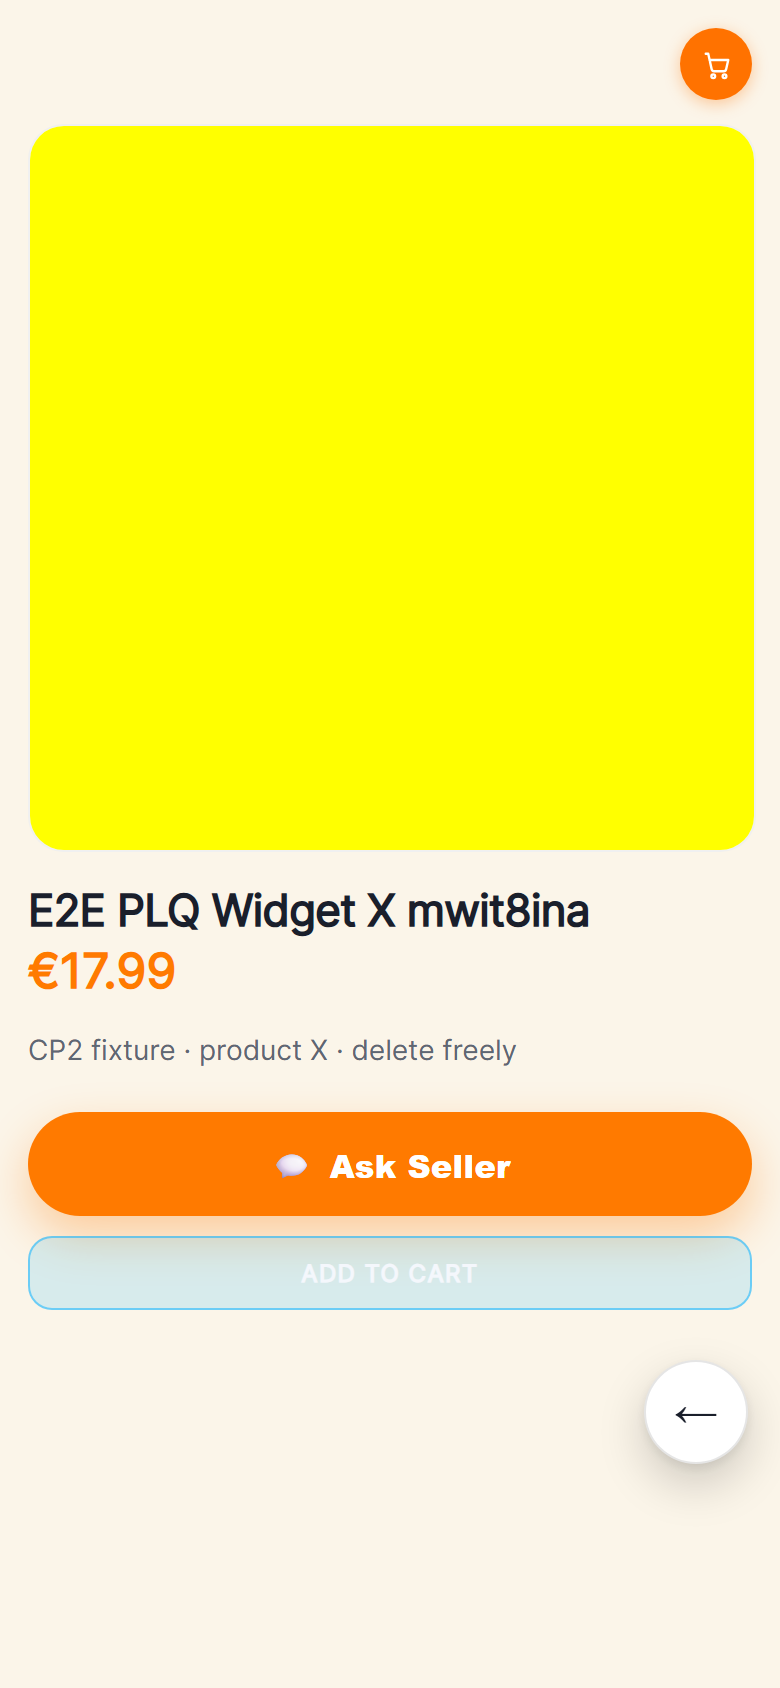 E2E PLQ Widget X mwit8ina
€17.99
CP2 fixture · product X · delete freely
Ask Seller
ADD TO CART